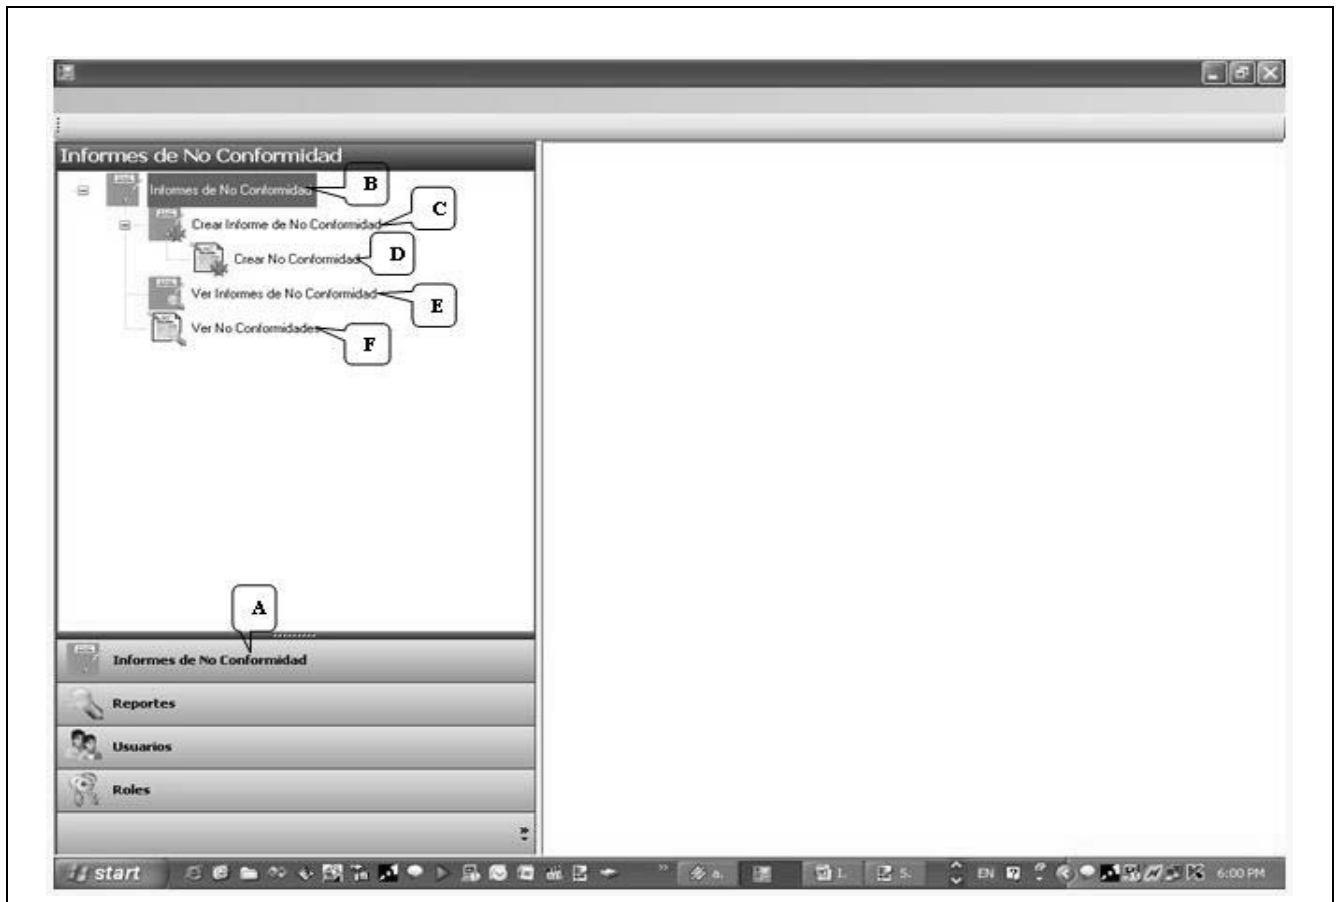 Informes de No Conformidad
Informes de No Conformidad
B
Crear Informe de No Conformidad
C
Crear No Conformidad
D
Ver Informes de No Conformidad
E
Ver No Conformidades
F
A
Informes de No Conformidad
Reportes
Usuarios
Roles
start
a.
1.
S.
EN
6:00 PM